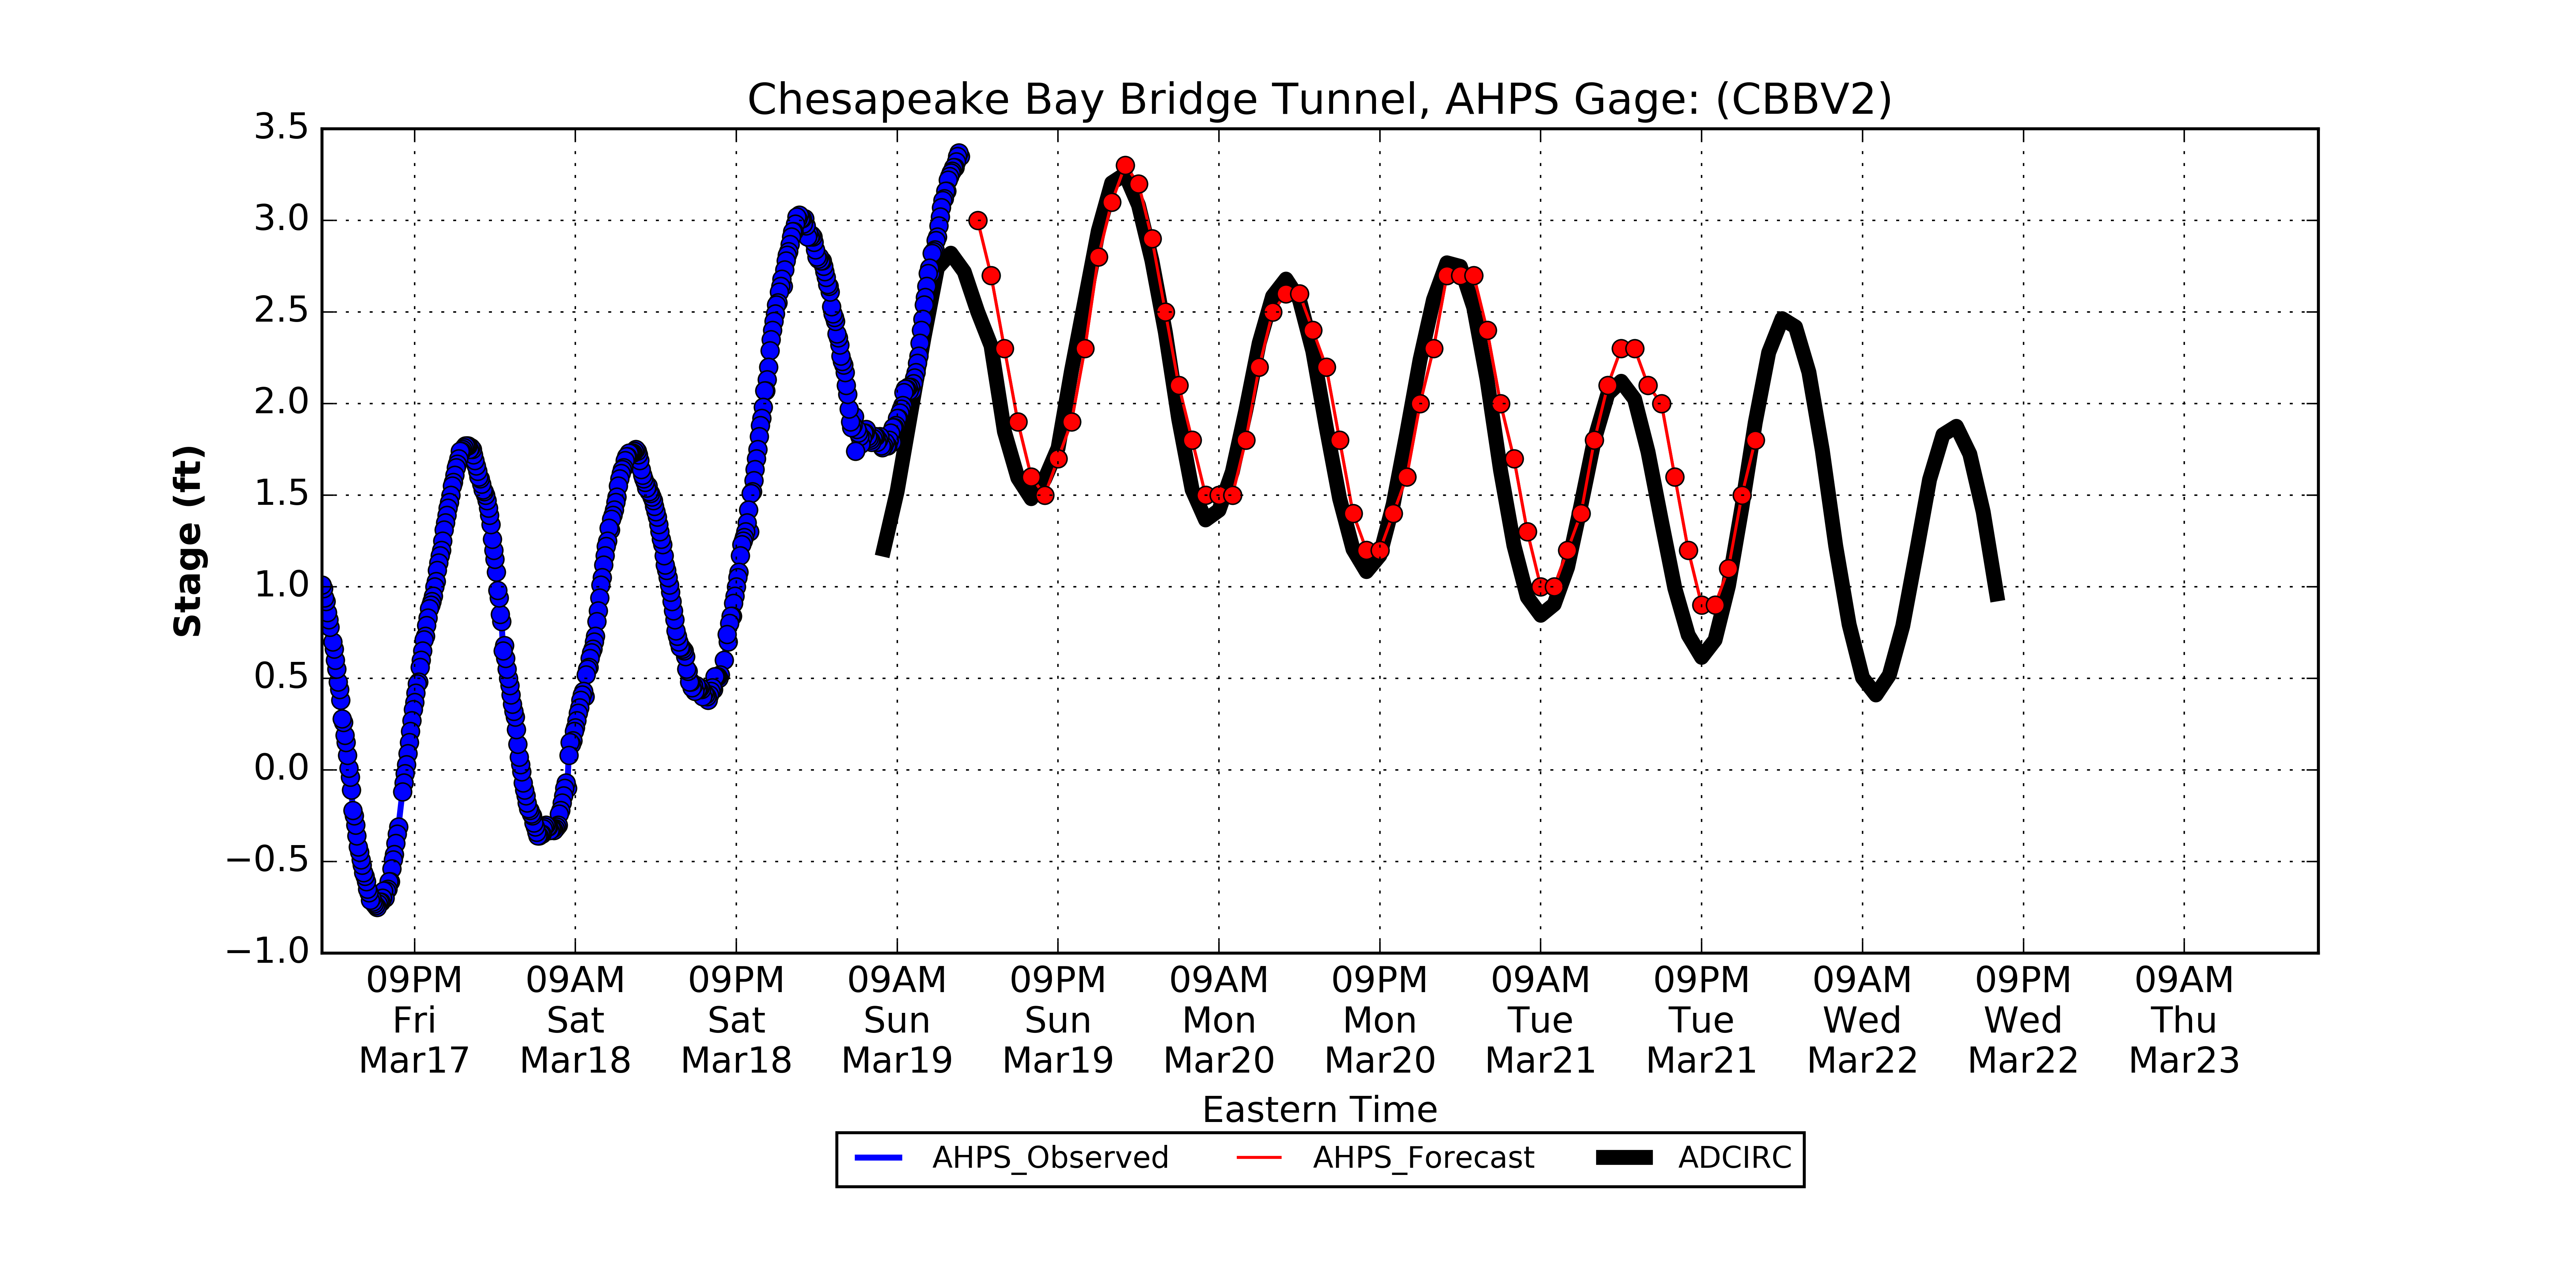 Chesapeake Bay Bridge Tunnel, AHPS Gage: (CBBV2)
3.5
3.0
2.5
2.0
1.5
1.0
0.5
0.0
−0.5
−1.0
Stage (ft)
09PM 09AM 09PM 09AM 09PM 09AM 09PM 09AM 09PM 09AM 09PM 09AM
Fri Sat Sat Sun Sun Mon Mon Tue Tue Wed Wed Thu
Mar17 Mar18 Mar18 Mar19 Mar19 Mar20 Mar20 Mar21 Mar21 Mar22 Mar22 Mar23
Eastern Time
AHPS_Observed AHPS_Forecast ADCIRC